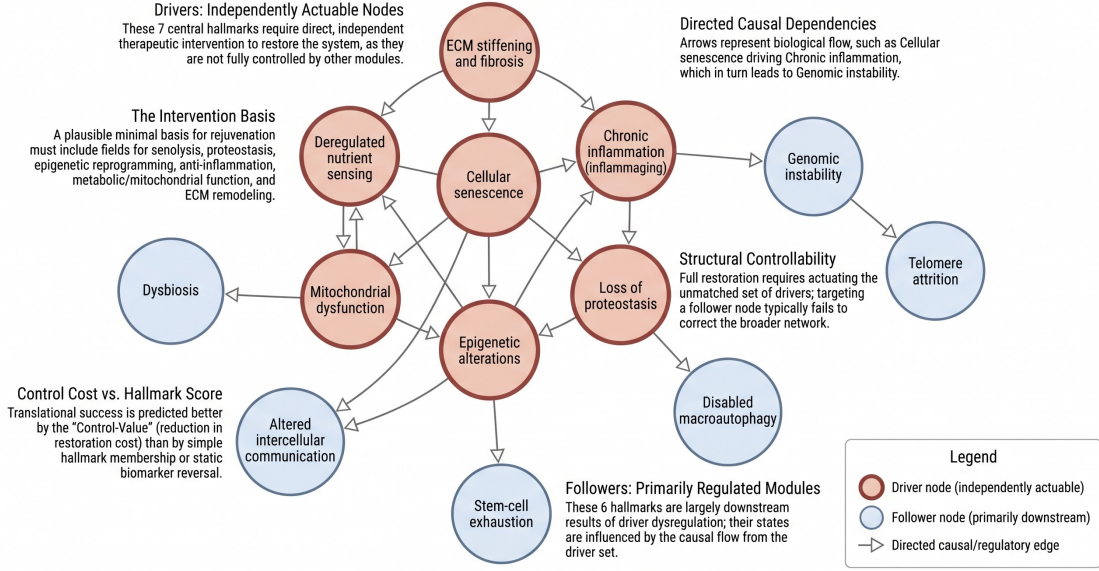 Drivers: Independently Actuable Nodes
These 7 central hallmarks require direct, independent
therapeutic intervention to restore the system, as they
are not fully controlled by other modules.
ECM stiffening
and fibrosis
Directed Causal Dependencies
Arrows represent biological flow, such as Cellular
senescence driving Chronic inflammation,
which in turn leads to Genomic instability.
The Intervention Basis
A plausible minimal basis for rejuvenation
must include fields for senolysis, proteostasis,
epigenetic reprogramming, anti-inflammation,
metabolic/mitochondrial function, and
ECM remodeling.
Deregulated
nutrient
sensing
Cellular
senescence
Chronic
inflammation
(inflammaging)
Genomic
instability
Telomere
attrition
Dysbiosis
Mitochondrial
dysfunction
Epigenetic
alterations
Loss of
proteostasis
Structural Controllability
Full restoration requires actuating the
unmatched set of drivers; targeting
a follower node typically fails to
correct the broader network.
Control Cost vs. Hallmark Score
Translational success is predicted better
by the "Control-Value" (reduction in
restoration cost) than by simple
hallmark membership or static
biomarker reversal.
Altered
intercellular
communication
Disabled
macroautophagy
Stem-cell
exhaustion
Followers: Primarily Regulated Modules
These 6 hallmarks are largely downstream
results of driver dysregulation; their states
are influenced by the causal flow from the
driver set.
Legend
Driver node (independently actuable)
Follower node (primarily downstream)
Directed causal/regulatory edge